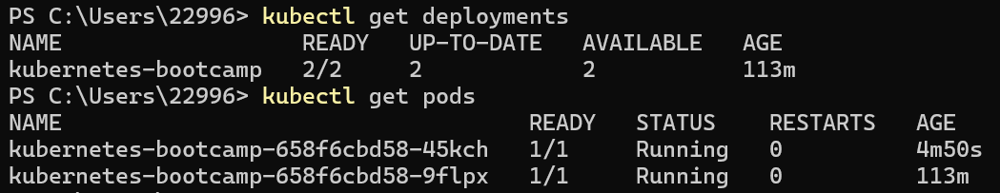 PS C:\Users\22996> kubectl get deployments
NAME                  READY   UP-TO-DATE   AVAILABLE   AGE
kubernetes-bootcamp   2/2     2            2           113m
PS C:\Users\22996> kubectl get pods
NAME                                   READY   STATUS    RESTARTS   AGE
kubernetes-bootcamp-658f6cbd58-45kch   1/1     Running   0          4m50s
kubernetes-bootcamp-658f6cbd58-9flpx   1/1     Running   0          113m